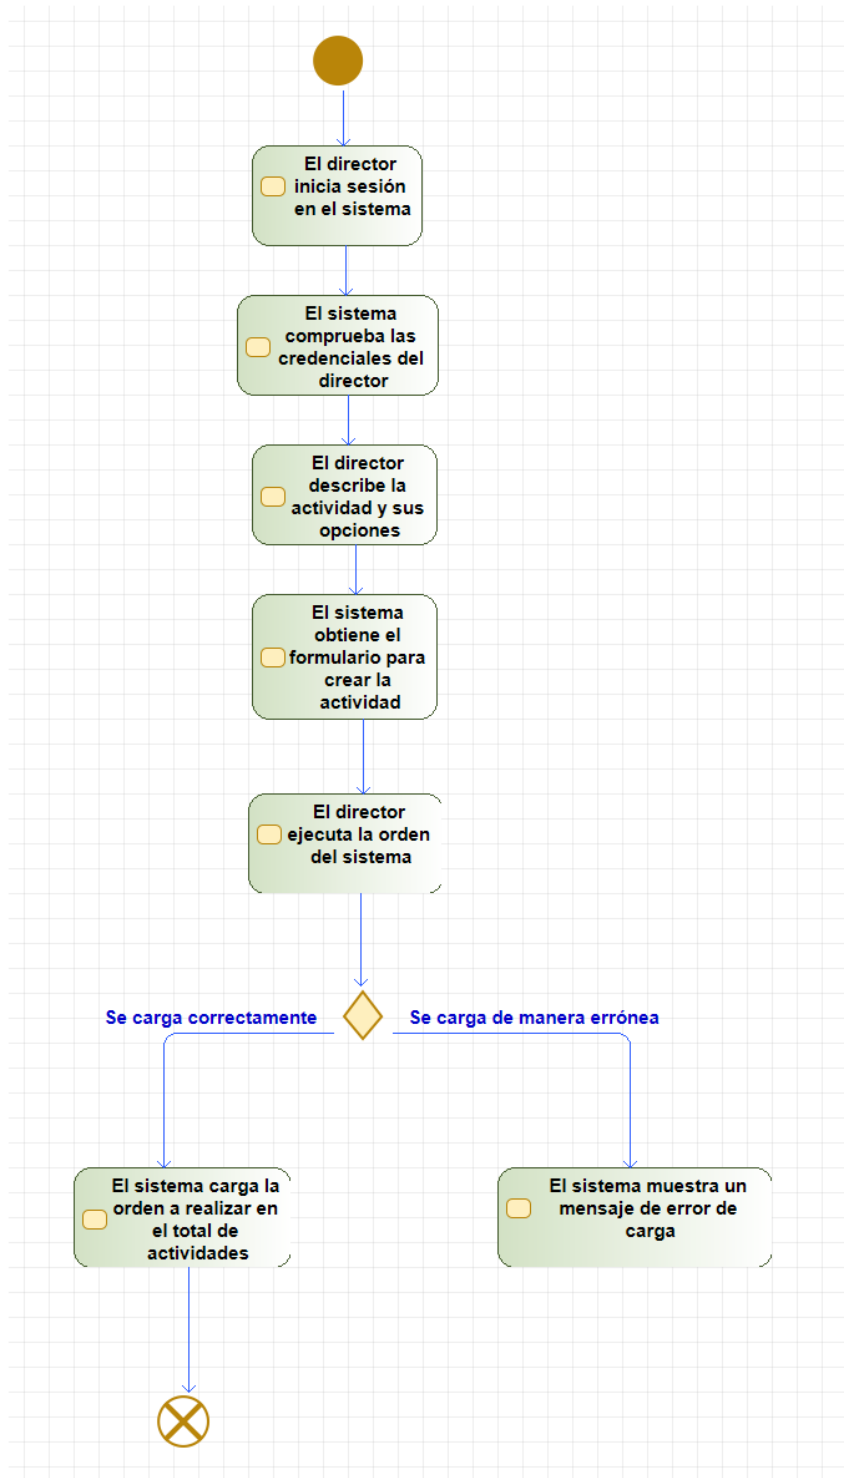 El director
inicia sesión
en el sistema
El sistema
comprueba las
credenciales del
director
El director
describe la
actividad y sus
opciones
El sistema
obtiene el
formulario para
crear la
actividad
El director
ejecuta la orden
del sistema
Se carga correctamente
Se carga de manera errónea
El sistema carga la
orden a realizar en
el total de
actividades
El sistema muestra un
mensaje de error de
carga